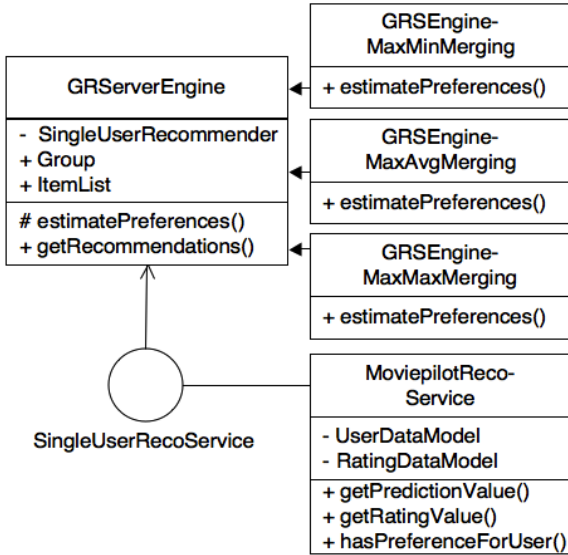 GRServerEngine
- SingleUserRecommender
+ Group
+ ItemList
# estimatePreferences()
+ getRecommendations()
SingleUserRecoService
GRSEngine-
MaxMinMerging
+ estimatePreferences()
GRSEngine-
MaxAvgMerging
+ estimatePreferences()
GRSEngine-
MaxMaxMerging
+ estimatePreferences()
MoviepilotReco-
Service
- UserDataModel
- RatingDataModel
+ getPredictionValue()
+ getRatingValue()
+ hasPreferenceForUser()